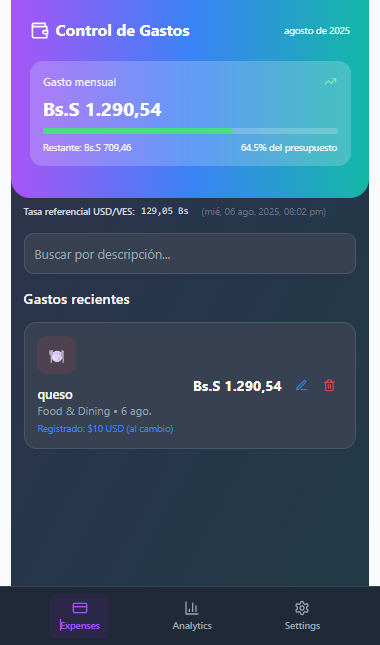 Control de Gastos
agosto de 2025
Gasto mensual
Bs.S 1.290,54
Restante: Bs.S 709,46
64.5% del presupuesto
Tasa referencial USD/VES: 129,05 Bs (mié, 06 ago. 2025, 08:02 pm)
Buscar por descripción...
Gastos recientes
queso
Bs.S 1.290,54
Food & Dining • 6 ago.
Registrado: $10 USD (al cambio)
Expenses
Analytics
Settings